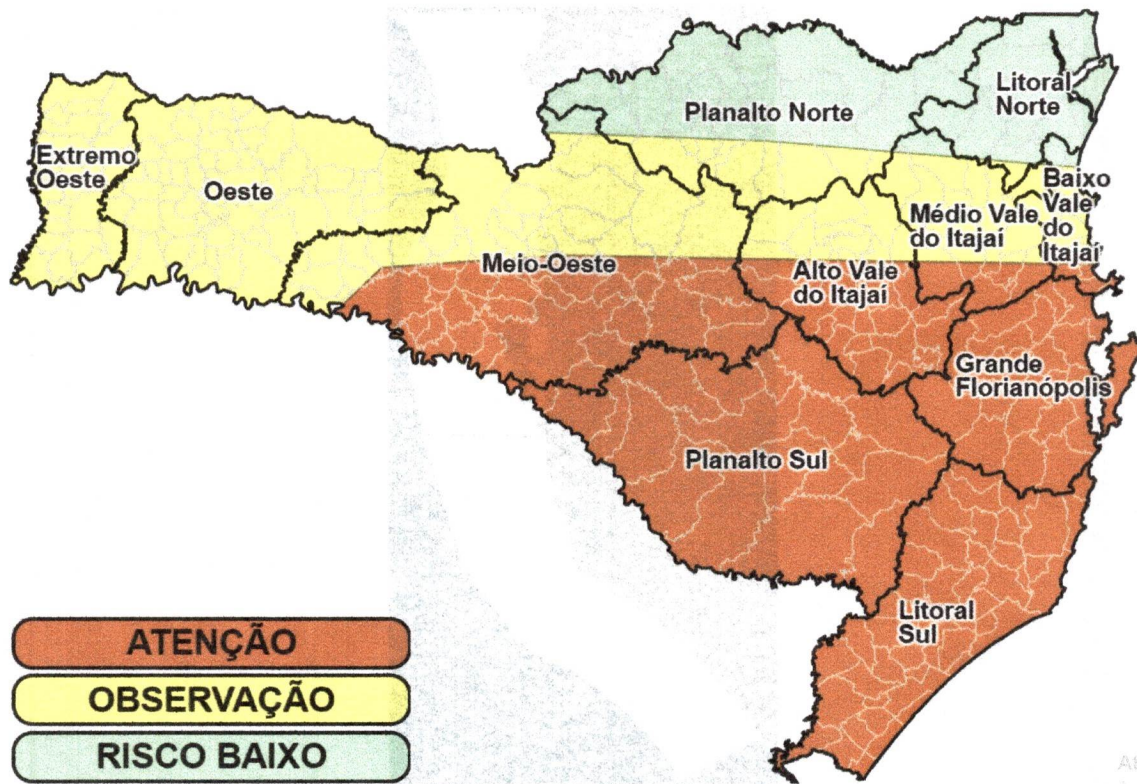 Planalto Norte
Litoral
Norte
Extremo
Oeste
Oeste
Baixo
Vale
do
Itajaí
Médio Vale
do Itajaí
Meio-Oeste
Alto Vale
do Itajaí
Grande
Florianópolis
Planalto Sul
Litoral
Sul
ATENÇÃO
OBSERVAÇÃO
RISCO BAIXO